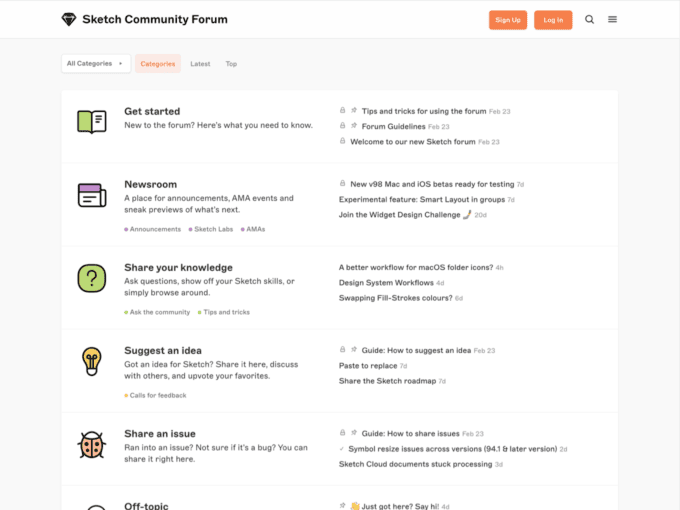 Sketch Community Forum
Sign Up
Log In
All Categories
Categories
Latest
Top
Get started
New to the forum? Here's what you need to know.
Tips and tricks for using the forum Feb 23
Forum Guidelines Feb 23
Welcome to our new Sketch forum Feb 23
Newsroom
A place for announcements, AMA events and
sneak previews of what's next.
Announcements Sketch Labs AMAs
New v98 Mac and iOS betas ready for testing 7d
Experimental feature: Smart Layout in groups 7d
Join the Widget Design Challenge 20d
Share your knowledge
Ask questions, show off your Sketch skills, or
simply browse around.
Ask the community Tips and tricks
A better workflow for macOS folder icons? 4h
Design System Workflows 4d
Swapping Fill-Strokes colours? 6d
Suggest an idea
Got an idea for Sketch? Share it here, discuss
with others, and upvote your favorites.
Calls for feedback
Guide: How to suggest an idea Feb 23
Paste to replace 7d
Share the Sketch roadmap 7d
Share an issue
Ran into an issue? Not sure if it's a bug? You can
share it right here.
Guide: How to share issues Feb 23
✓ Symbol resize issues across versions (94.1 & later version) 2d
Sketch Cloud documents stuck processing 3d
Off-topic
👋 Just got here? Say hi! 4d